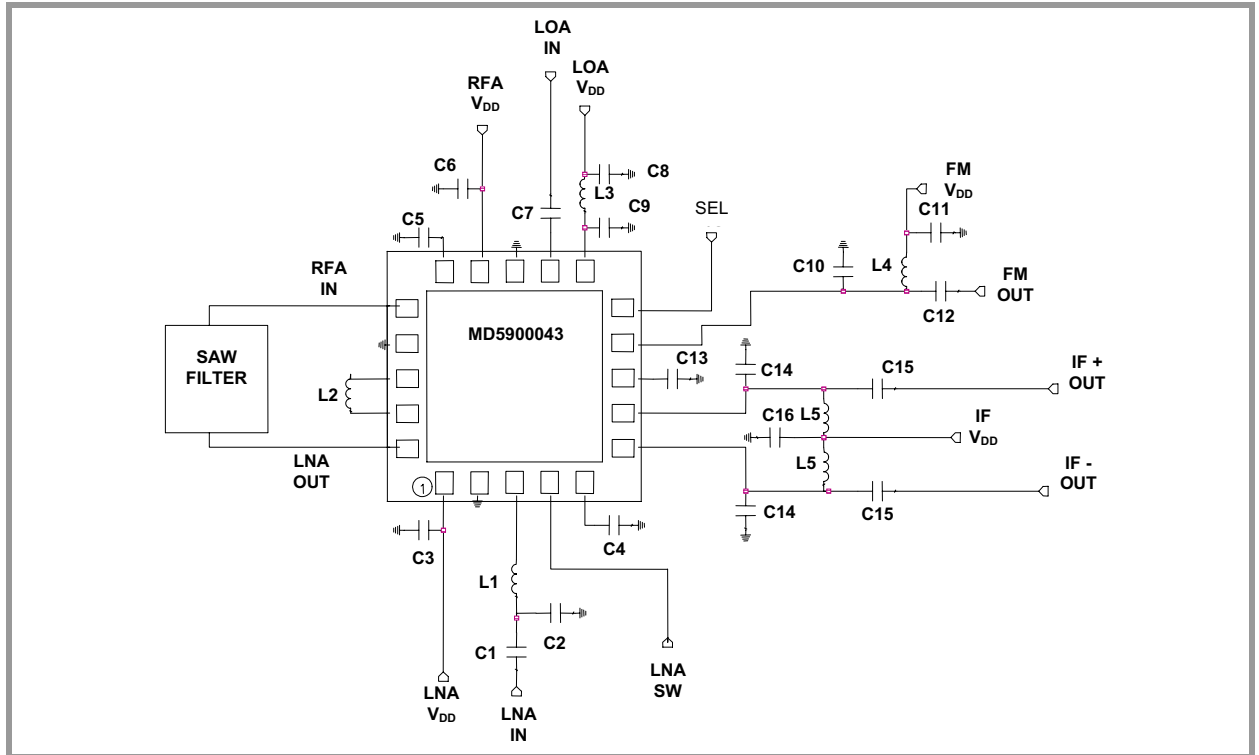 LOA
IN
LOA
VDD
RFA
VDD
C6
C8
L3
C7
C9
C5
SEL
FM
VDD
C11
C10
L4
FM
OUT
C12
RFA
IN
MD5900043
SAW
FILTER
L2
C13
C14
C15
IF +
OUT
C16
L5
IF
VDD
L5
IF -
OUT
C14
C15
LNA
OUT
1
C3
C4
L1
C2
C1
LNA
SW
LNA
VDD
LNA
IN